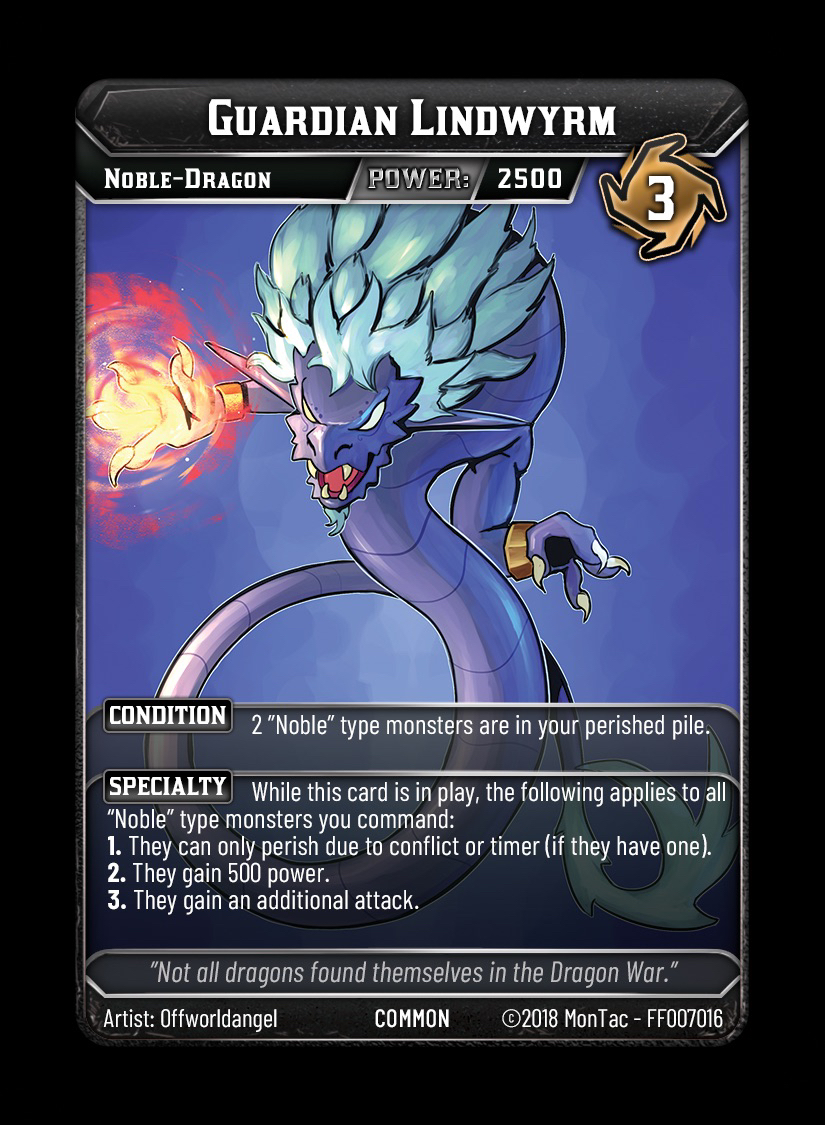 Guardian Lindwyrm
Noble-Dragon POWER: 2500 3
CONDITION 2 "Noble" type monsters are in your perished pile.
SPECIALTY While this card is in play, the following applies to all
"Noble" type monsters you command:
1. They can only perish due to conflict or timer (if they have one).
2. They gain 500 power.
3. They gain an additional attack.
"Not all dragons found themselves in the Dragon War."
Artist: Offworldangel COMMON ©2018 MonTac - FF007016